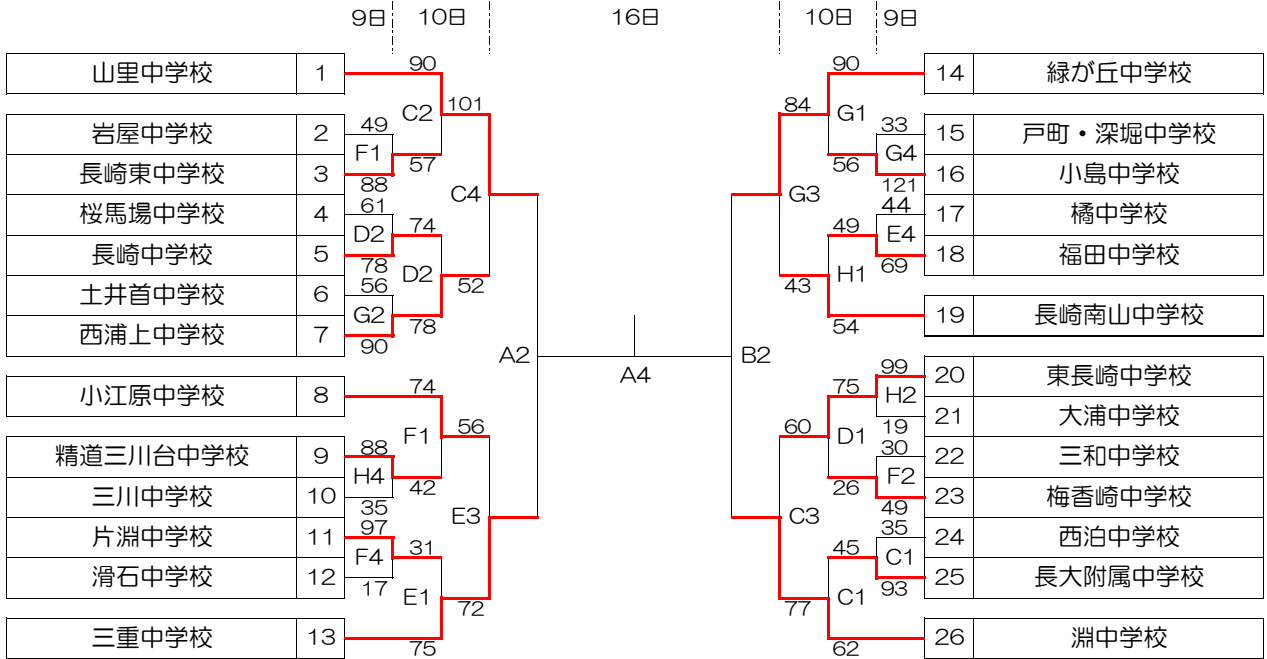 9日 10日 16日 10日 9日
山里中学校 1 90 90 14 緑が丘中学校
C2 101 84 G1
岩屋中学校 2 49 33 15 戸町・深堀中学校
F1 57 56 G4
長崎東中学校 3 88 121 16 小島中学校
C4 G3
桜馬場中学校 4 61 44 17 橘中学校
D2 74 49 E4
長崎中学校 5 78 69 18 福田中学校
D2 52 43 H1
土井首中学校 6 56
G2 78 54 19 長崎南山中学校
西浦上中学校 7 90
A2 A4 B2
小江原中学校 8 74 75 99 20 東長崎中学校
H2
F1 56 60 D1 19 21 大浦中学校
精道三川台中学校 9 88 30 22 三和中学校
H4 42 26 F2
三川中学校 10 35 49 23 梅香崎中学校
E3 C3
片淵中学校 11 97 35 24 西泊中学校
F4 31 45 C1
滑石中学校 12 17 93 25 長大附属中学校
E1 72 77 C1
三重中学校 13 75 62 26 淵中学校